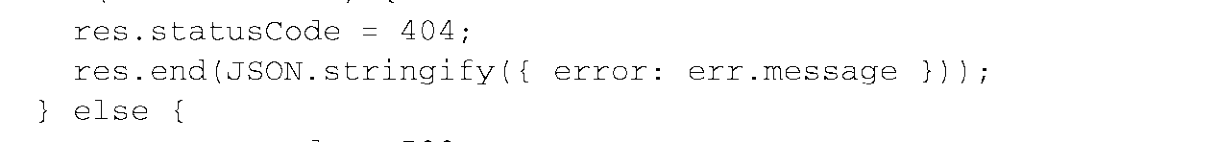 res.statusCode = 404;
res.end(JSON.stringify({ error: err.message }));
} else {